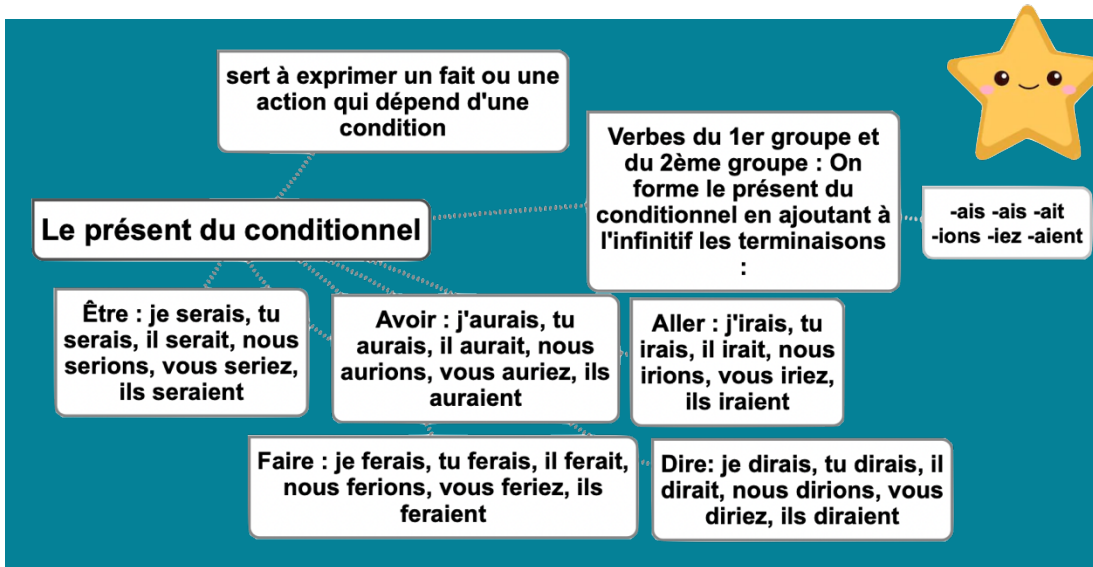 sert à exprimer un fait ou une
action qui dépend d'une
condition
Verbes du 1er groupe et
du 2ème groupe : On
forme le présent du
conditionnel en ajoutant à
l'infinitif les terminaisons
:
-ais -ais -ait
-ions -iez -aient
Le présent du conditionnel
Être : je serais, tu
serais, il serait, nous
serions, vous seriez,
ils seraient
Avoir : j'aurais, tu
aurais, il aurait, nous
aurions, vous auriez, ils
auraient
Aller : j'irais, tu
irais, il irait, nous
irions, vous iriez,
ils iraient
Faire : je ferais, tu ferais, il ferait,
nous ferions, vous feriez, ils
feraient
Dire: je dirais, tu dirais, il
dirait, nous dirions, vous
diriez, ils diraient